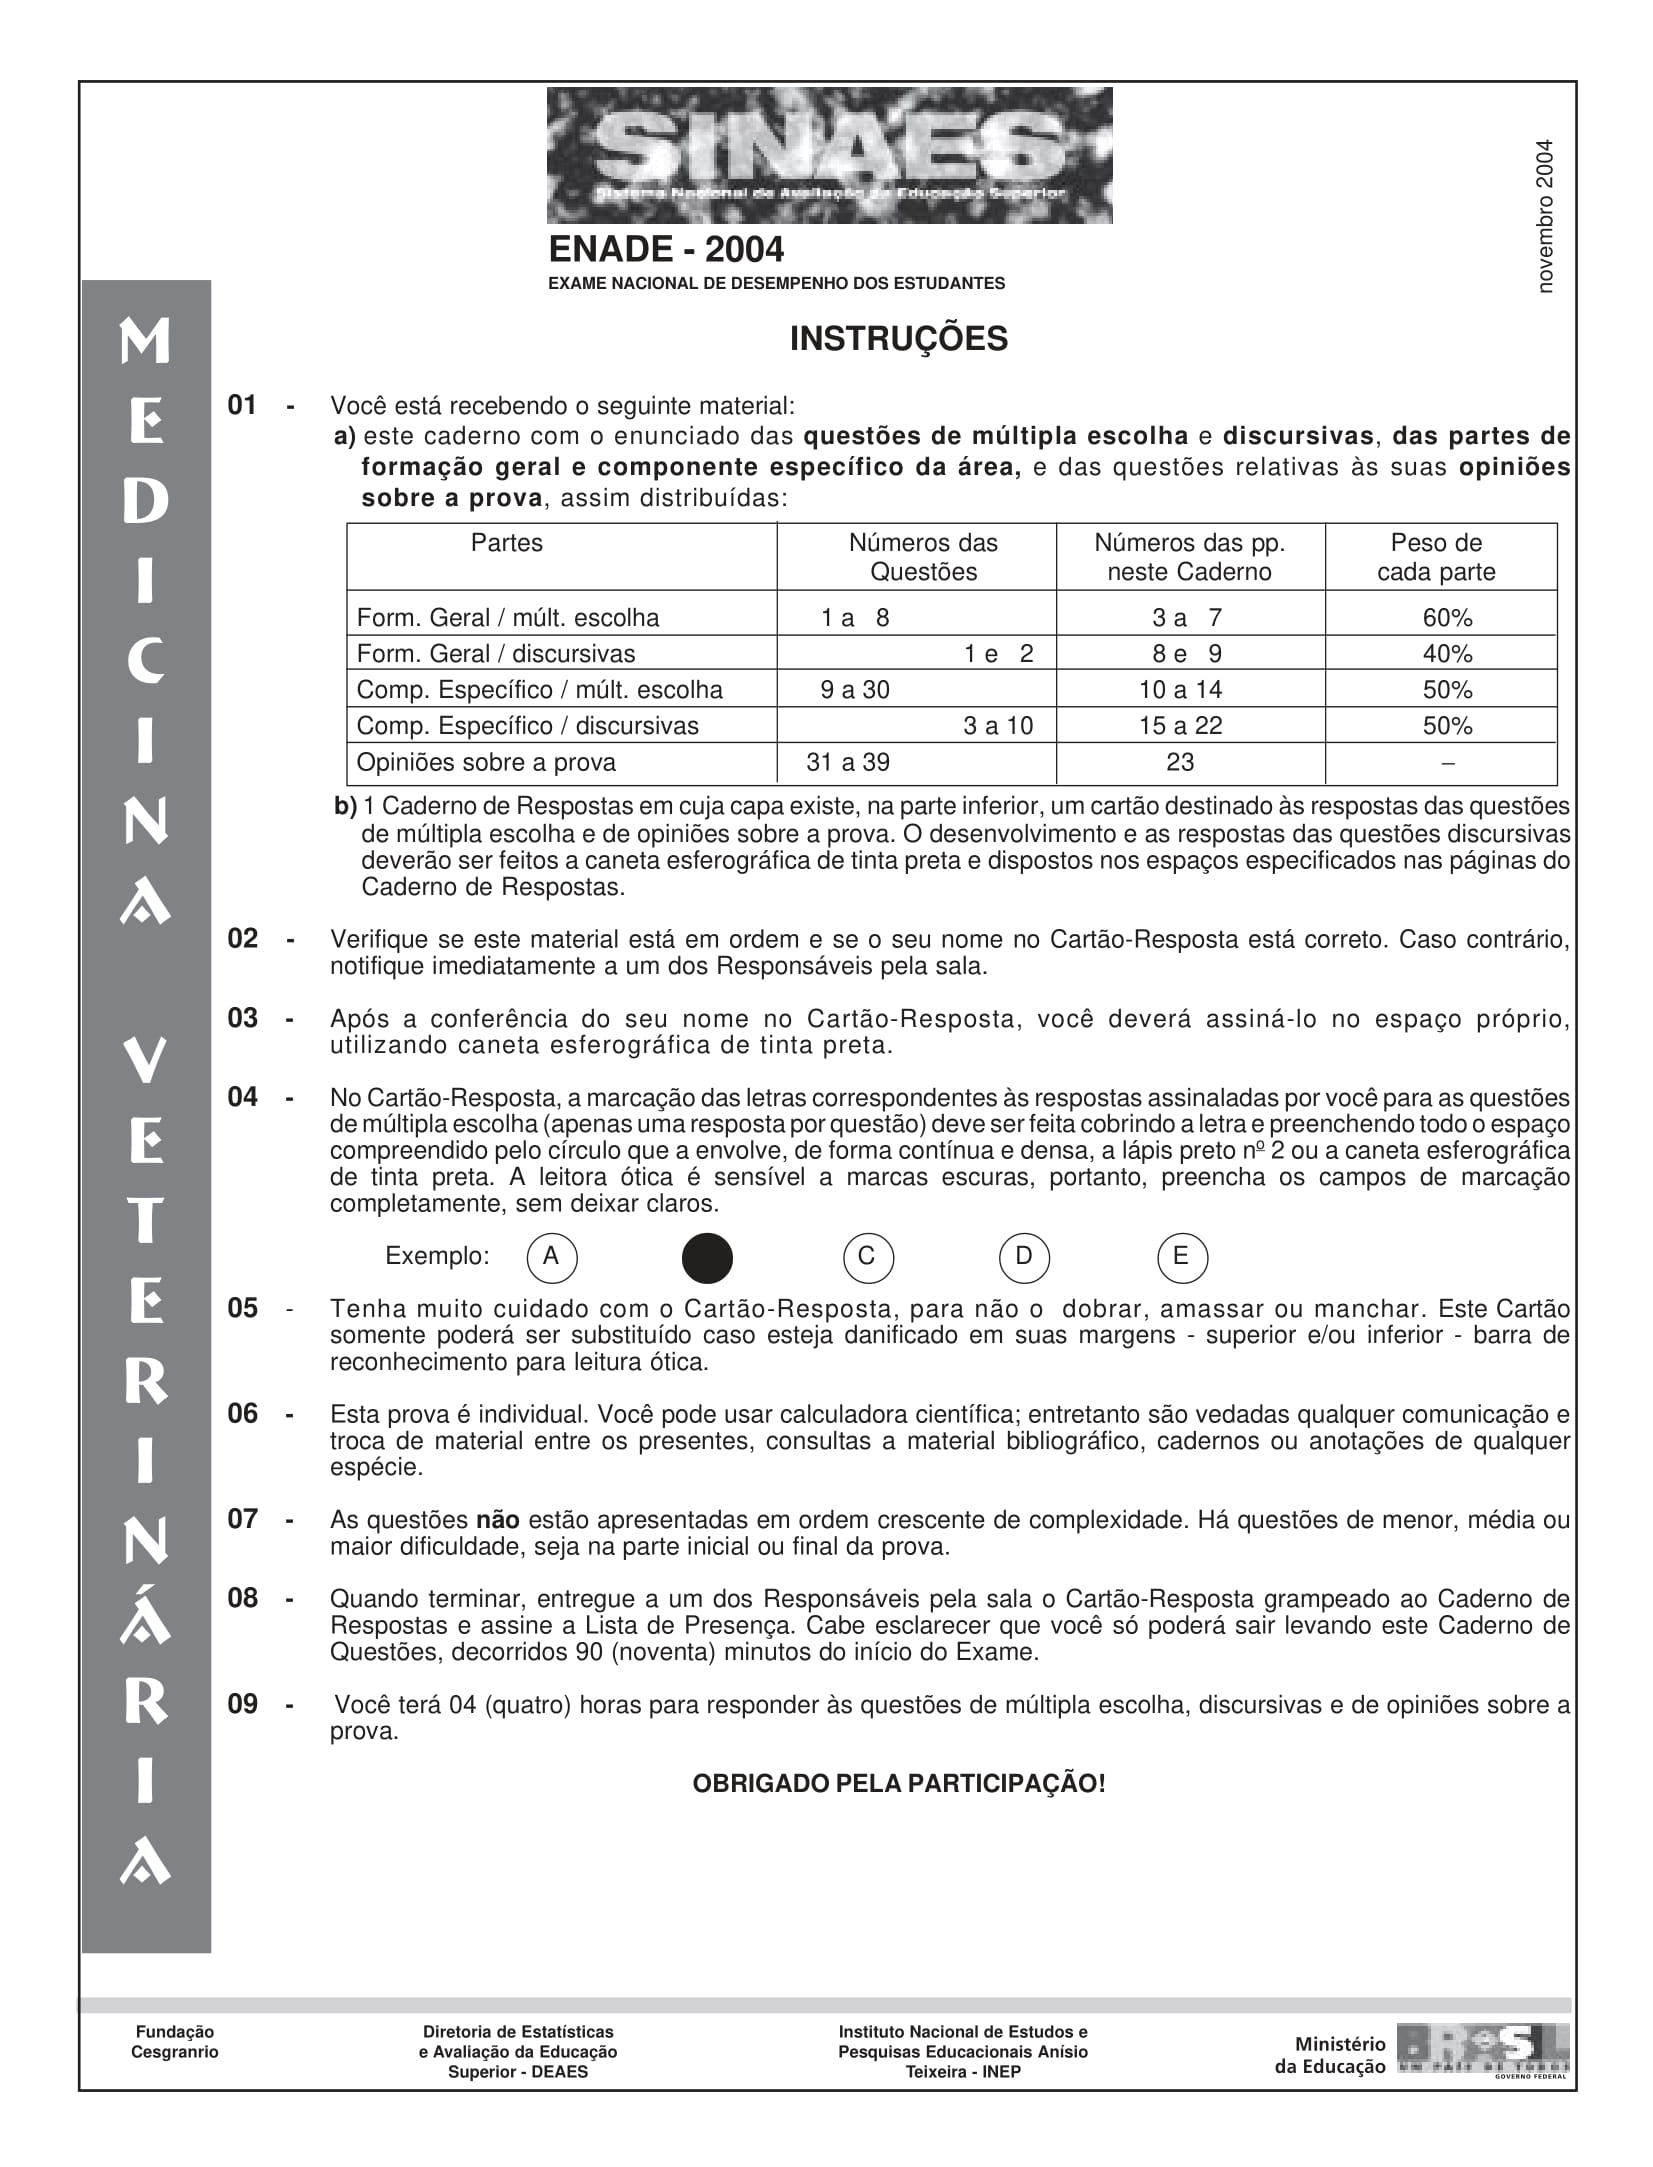 SINAES
Sistema Nacional de Avaliação da Educação Superior
novembro 2004
ENADE - 2004
EXAME NACIONAL DE DESEMPENHO DOS ESTUDANTES
MEDICINA VETERINÁRIA
INSTRUÇÕES
01 - Você está recebendo o seguinte material:
a) este caderno com o enunciado das questões de múltipla escolha e discursivas, das partes de
formação geral e componente específico da área, e das questões relativas às suas opiniões
sobre a prova, assim distribuídas:
Partes Números das Questões Números das pp. neste Caderno Peso de cada parte
Form. Geral / múlt. escolha 1 a 8 3 a 7 60%
Form. Geral / discursivas 1 e 2 8 e 9 40%
Comp. Específico / múlt. escolha 9 a 30 10 a 14 50%
Comp. Específico / discursivas 3 a 10 15 a 22 50%
Opiniões sobre a prova 31 a 39 23 –
b) 1 Caderno de Respostas em cuja capa existe, na parte inferior, um cartão destinado às respostas das questões
de múltipla escolha e de opiniões sobre a prova. O desenvolvimento e as respostas das questões discursivas
deverão ser feitos a caneta esferográfica de tinta preta e dispostos nos espaços especificados nas páginas do
Caderno de Respostas.
02 - Verifique se este material está em ordem e se o seu nome no Cartão-Resposta está correto. Caso contrário,
notifique imediatamente a um dos Responsáveis pela sala.
03 - Após a conferência do seu nome no Cartão-Resposta, você deverá assiná-lo no espaço próprio,
utilizando caneta esferográfica de tinta preta.
04 - No Cartão-Resposta, a marcação das letras correspondentes às respostas assinaladas por você para as questões
de múltipla escolha (apenas uma resposta por questão) deve ser feita cobrindo a letra e preenchendo todo o espaço
compreendido pelo círculo que a envolve, de forma contínua e densa, a lápis preto nº 2 ou a caneta esferográfica
de tinta preta. A leitora ótica é sensível a marcas escuras, portanto, preencha os campos de marcação
completamente, sem deixar claros.
Exemplo: A C D E
05 - Tenha muito cuidado com o Cartão-Resposta, para não o dobrar, amassar ou manchar. Este Cartão
somente poderá ser substituído caso esteja danificado em suas margens - superior e/ou inferior - barra de
reconhecimento para leitura ótica.
06 - Esta prova é individual. Você pode usar calculadora científica; entretanto são vedadas qualquer comunicação e
troca de material entre os presentes, consultas a material bibliográfico, cadernos ou anotações de qualquer
espécie.
07 - As questões não estão apresentadas em ordem crescente de complexidade. Há questões de menor, média ou
maior dificuldade, seja na parte inicial ou final da prova.
08 - Quando terminar, entregue a um dos Responsáveis pela sala o Cartão-Resposta grampeado ao Caderno de
Respostas e assine a Lista de Presença. Cabe esclarecer que você só poderá sair levando este Caderno de
Questões, decorridos 90 (noventa) minutos do início do Exame.
09 - Você terá 04 (quatro) horas para responder às questões de múltipla escolha, discursivas e de opiniões sobre a
prova.
OBRIGADO PELA PARTICIPAÇÃO!
Fundação
Cesgranrio
Diretoria de Estatísticas
e Avaliação da Educação
Superior - DEAES
Instituto Nacional de Estudos e
Pesquisas Educacionais Anísio
Teixeira - INEP
Ministério
da Educação
BRASIL
UM PAÍS DE TODOS
GOVERNO FEDERAL